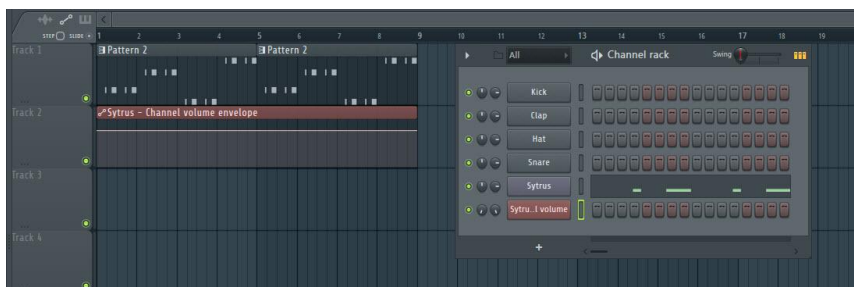 STEP SLIDE 1 2 3 4 5 6 7 8 9 10 11 12 13 14 15 16 17 18 19
Track 1
Pattern 2 Pattern 2
Track 2
Sytrus - Channel volume envelope
Track 3
Track 4
All Channel rack Swing
Kick
Clap
Hat
Snare
Sytrus
Sytru..l volume
+